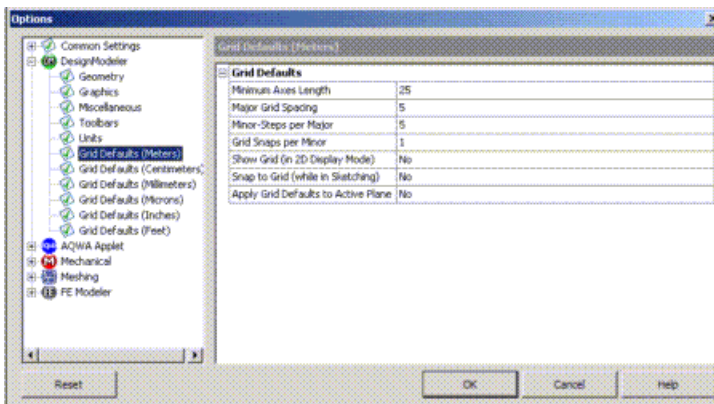 Options
Common Settings
DesignModeler
Geometry
Graphics
Miscellaneous
Toolbars
Units
Grid Defaults (Meters)
Grid Defaults (Centimeters)
Grid Defaults (Millimeters)
Grid Defaults (Microns)
Grid Defaults (Inches)
Grid Defaults (Feet)
AQWA Applet
Mechanical
Meshing
FE Modeler
Grid Defaults (Meters)
Grid Defaults
Minimum Axes Length 25
Major Grid Spacing 5
Minor-Steps per Major 5
Grid Snaps per Minor 1
Show Grid (in 2D Display Mode) No
Snap to Grid (while in Sketching) No
Apply Grid Defaults to Active Plane No
Reset
OK
Cancel
Help